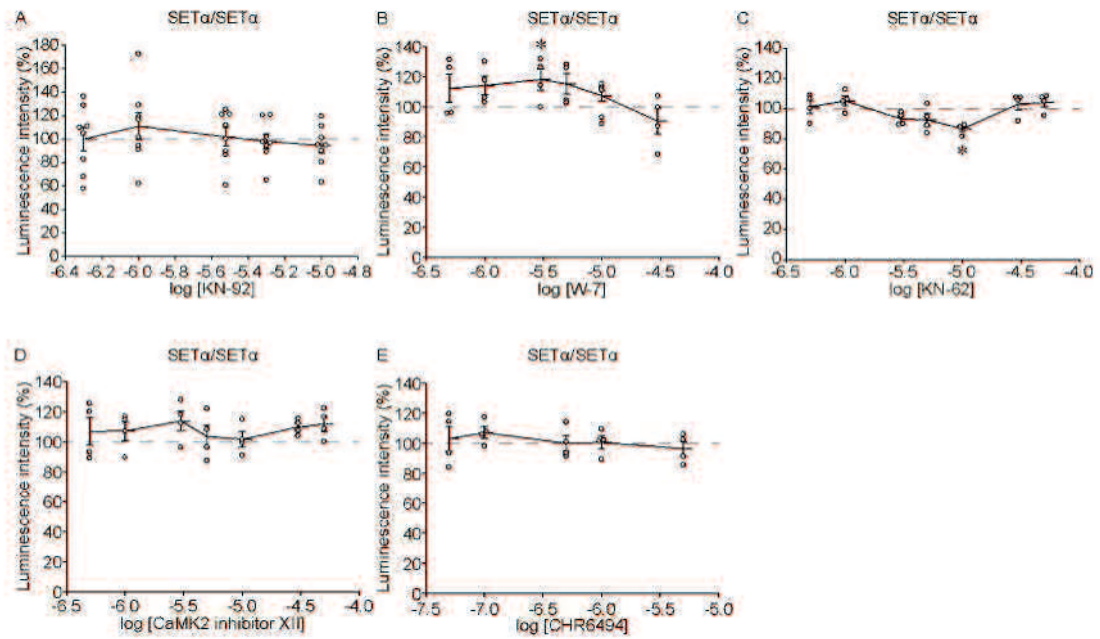 A
SETα/SETα
Luminescence intensity (%)
180
160
140
120
100
80
60
40
20
0
-6.4 -6.2 -6.0 -5.8 -5.6 -5.4 -5.2 -5.0 -4.8
log [KN-92]
B
SETα/SETα
Luminescence intensity (%)
140
120
100
80
60
40
20
0
*
-6.5 -6.0 -5.5 -5.0 -4.5 -4.0
log [W-7]
C
SETα/SETα
Luminescence intensity (%)
140
120
100
80
60
40
20
0
*
-6.5 -6.0 -5.5 -5.0 -4.5 -4.0
log [KN-62]
D
SETα/SETα
Luminescence intensity (%)
140
120
100
80
60
40
20
0
-6.5 -6.0 -5.5 -5.0 -4.5 -4.0
log [CaMK2 inhibitor XII]
E
SETα/SETα
Luminescence intensity (%)
140
120
100
80
60
40
20
0
-7.5 -7.0 -6.5 -6.0 -5.5 -5.0
log [CHR6494]